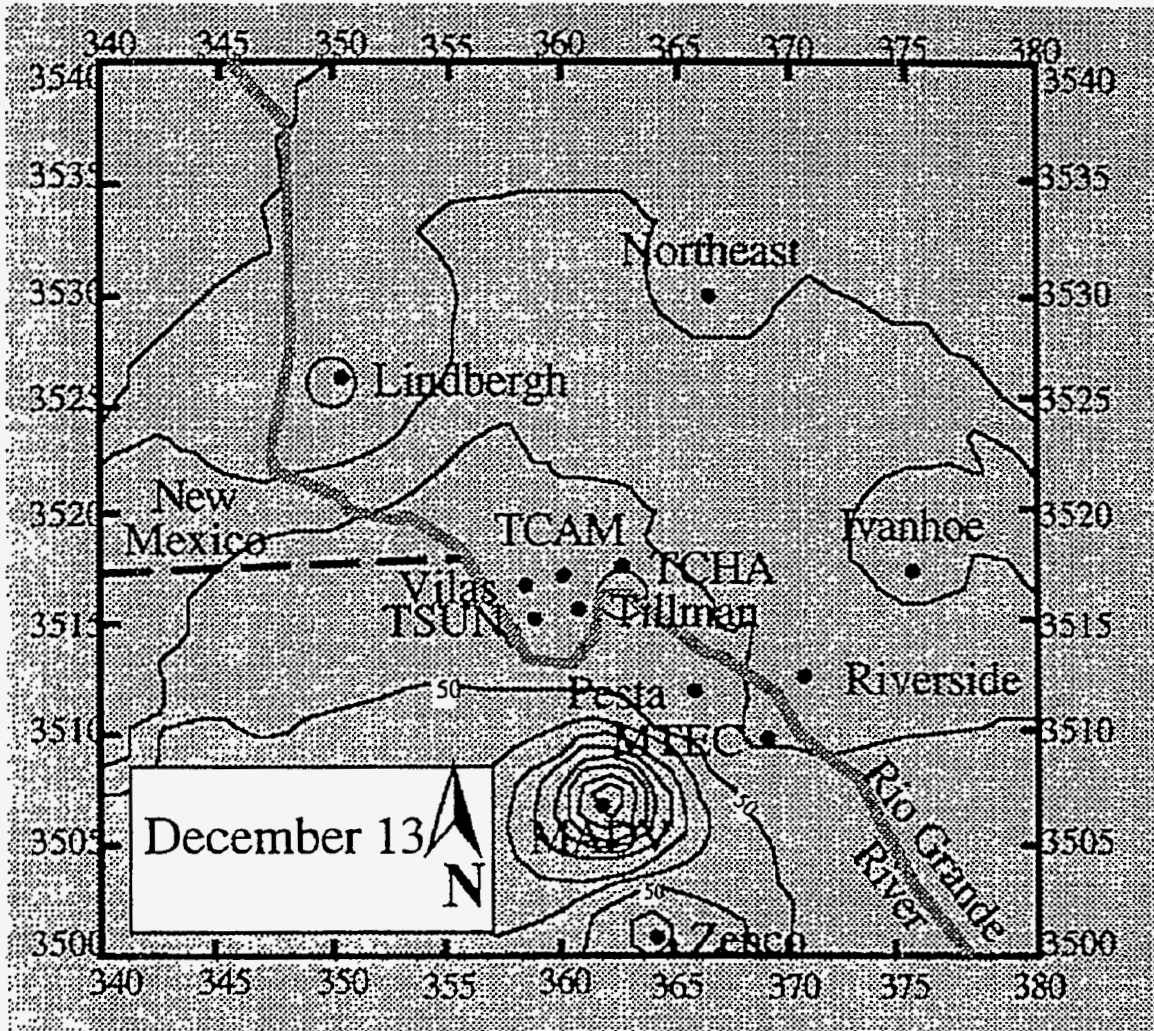 340 345 350 355 360 365 370 375 380
3540 3540
3535 3535
Northeast
3530 3530
Lindbergh
3525 3525
New
Mexico
3520 3520
TCAM
Ivanhoe
TCHA
Vilas
Tillman
TSUN
3515 3515
Riverside
50
Pesta
MTEC
3510 3510
Rio Grande
River
50
December 13
N
MADV
3505 3505
50
Zenco
3500 3500
340 345 350 355 360 365 370 375 380